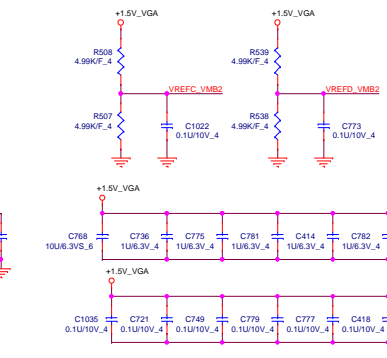 +1.5V_VGA
+1.5V_VGA
R508
4.99K/F_4
R539
4.99K/F_4
VREFC_VMB2
VREFD_VMB2
R507
4.99K/F_4
C1022
0.1U/10V_4
R538
4.99K/F_4
C773
0.1U/10V_4
+1.5V_VGA
C768
10U/6.3VS_6
C736
1U/6.3V_4
C775
1U/6.3V_4
C781
1U/6.3V_4
C414
1U/6.3V_4
C782
1U/6.3V_4
+1.5V_VGA
C1035
0.1U/10V_4
C721
0.1U/10V_4
C749
0.1U/10V_4
C779
0.1U/10V_4
C777
0.1U/10V_4
C418
0.1U/10V_4